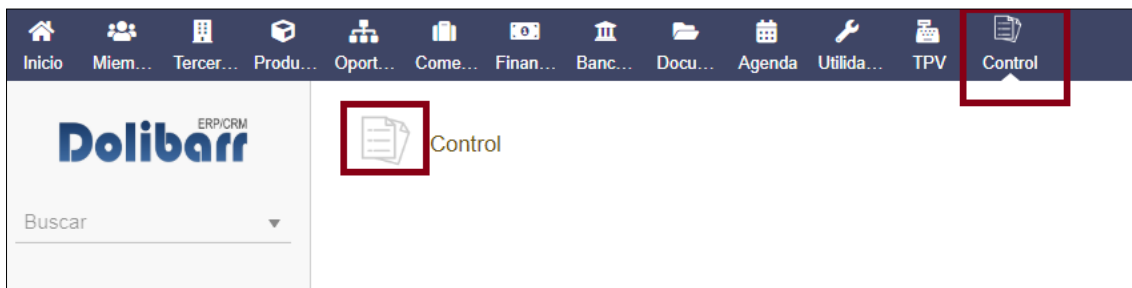 Inicio Miem... Tercer... Produ... Oport... Come... Finan... Banc... Docu... Agenda Utilida... TPV Control
Dolibarr ERP/CRM
Control
Buscar